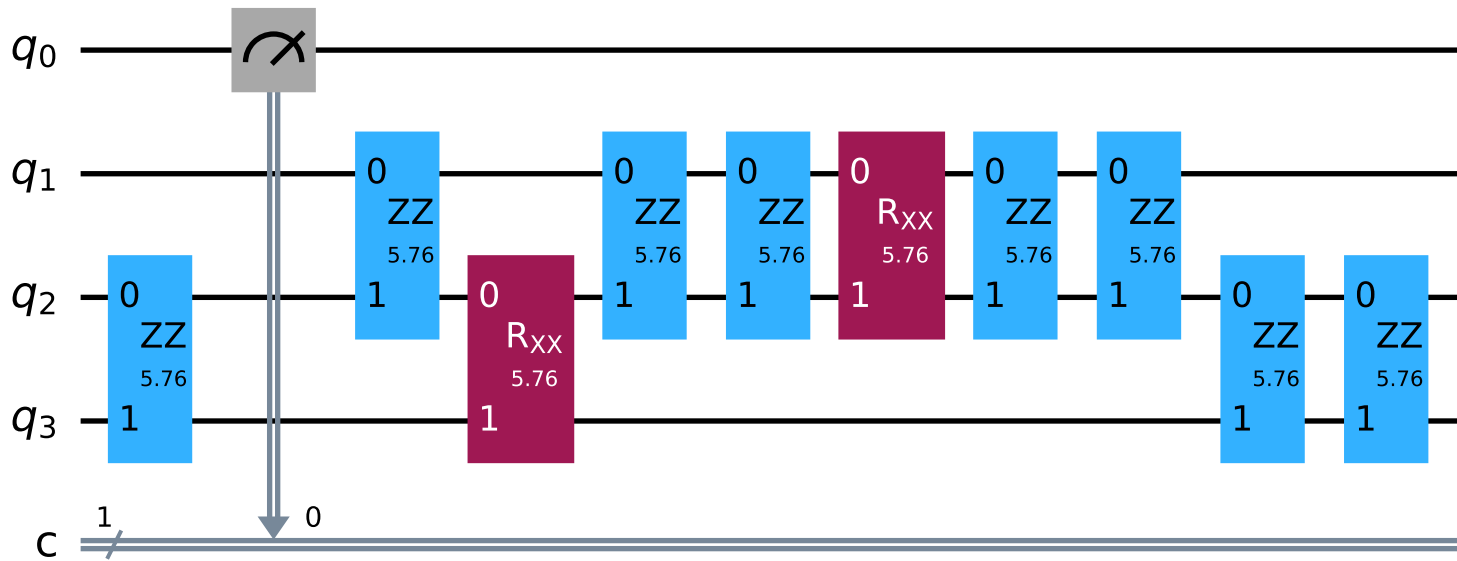 q0
q1 0 0 0 0 0 0
ZZ ZZ ZZ RXX ZZ ZZ
5.76 5.76 5.76 5.76 5.76 5.76
q2 0 1 0 1 1 1 1 1 0 0
ZZ RXX ZZ ZZ
5.76 5.76 5.76 5.76
q3 1 1 1 1
1 0
c